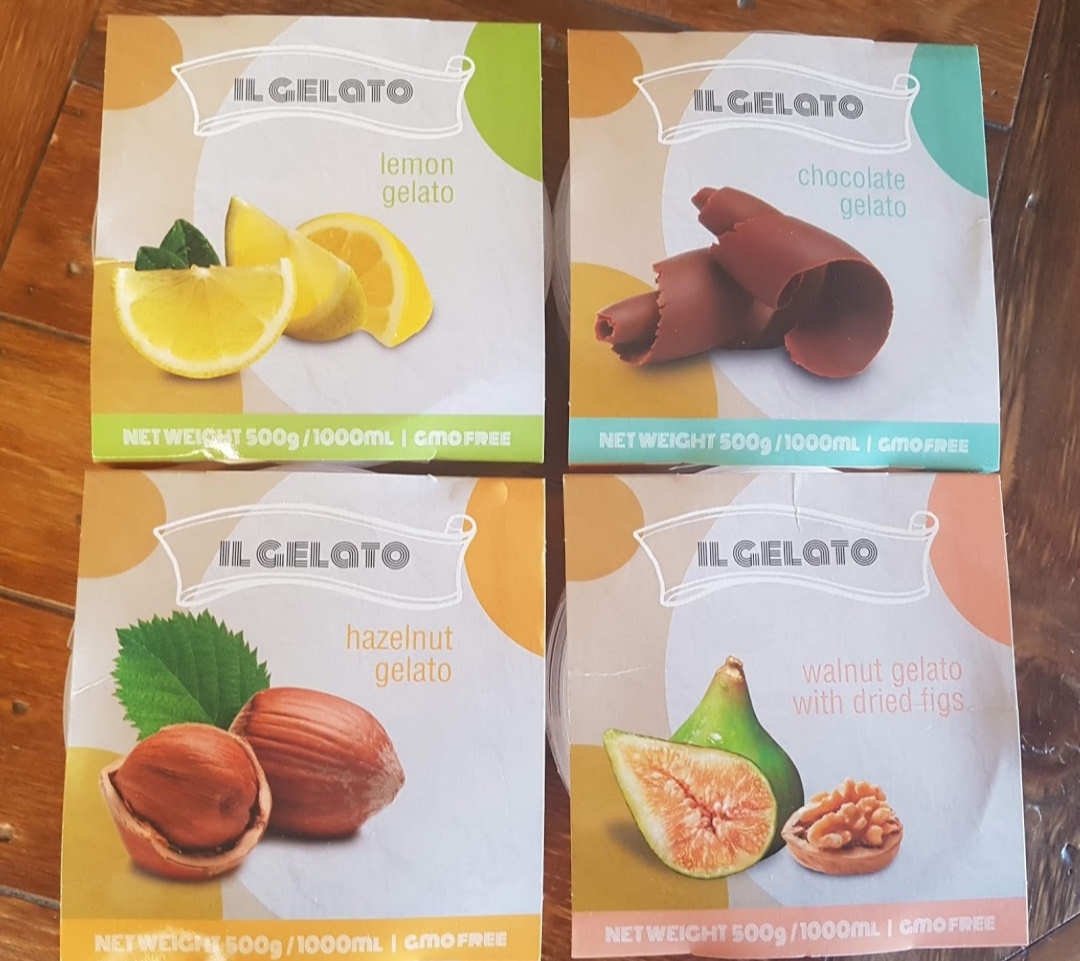 IL GELATO
lemon
gelato
NET WEIGHT 500g / 1000mL | GMO FREE
IL GELATO
chocolate
gelato
NET WEIGHT 500g / 1000mL | GMO FREE
IL GELATO
hazelnut
gelato
NET WEIGHT 500g / 1000mL | GMO FREE
IL GELATO
walnut gelato
with dried figs
NET WEIGHT 500g / 1000mL | GMO FREE